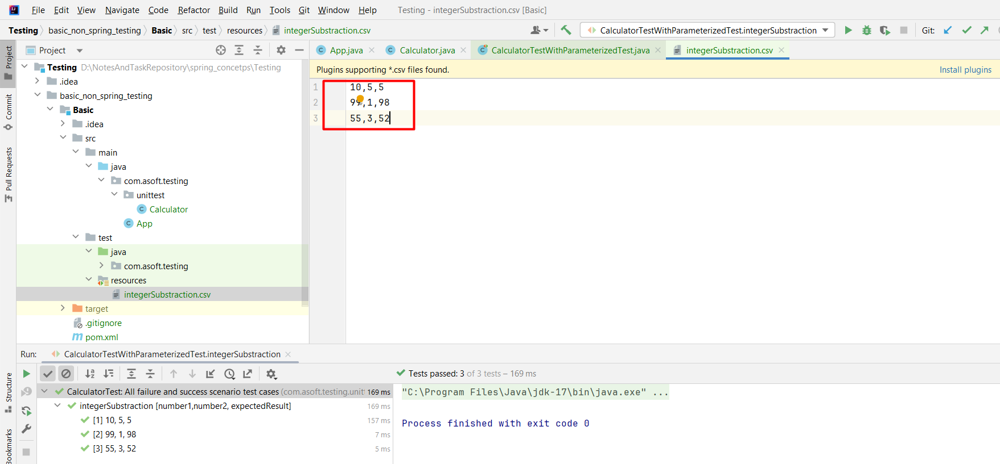 File Edit View Navigate Code Refactor Build Run Tools Git Window Help Testing - integerSubstraction.csv [Basic]
Testing basic_non_spring_testing Basic src test resources integerSubstraction.csv CalculatorTestWithParameterizedTest.integerSubstraction Git:
Project
Commit
Pull Requests
Structure
Bookmarks
Project
App.java Calculator.java CalculatorTestWithParameterizedTest.java integerSubstraction.csv
Plugins supporting *.csv files found. Install plugins
Testing D:\NotesAndTaskRepository\spring_concetps\Testing
.idea
basic_non_spring_testing
Basic
.idea
src
main
java
com.asoft.testing
unittest
Calculator
App
test
java
com.asoft.testing
resources
integerSubstraction.csv
target
.gitignore
pom.xml
1 10,5,5
2 99,1,98
3 55,3,52
Run: CalculatorTestWithParameterizedTest.integerSubstraction
Tests passed: 3 of 3 tests – 169 ms
CalculatorTest: All failure and success scenario test cases (com.asoft.testing.unitt 169 ms
integerSubstraction [number1,number2, expectedResult] 169 ms
[1] 10, 5, 5 157 ms
[2] 99, 1, 98 7 ms
[3] 55, 3, 52 5 ms
"C:\Program Files\Java\jdk-17\bin\java.exe" ...
Process finished with exit code 0